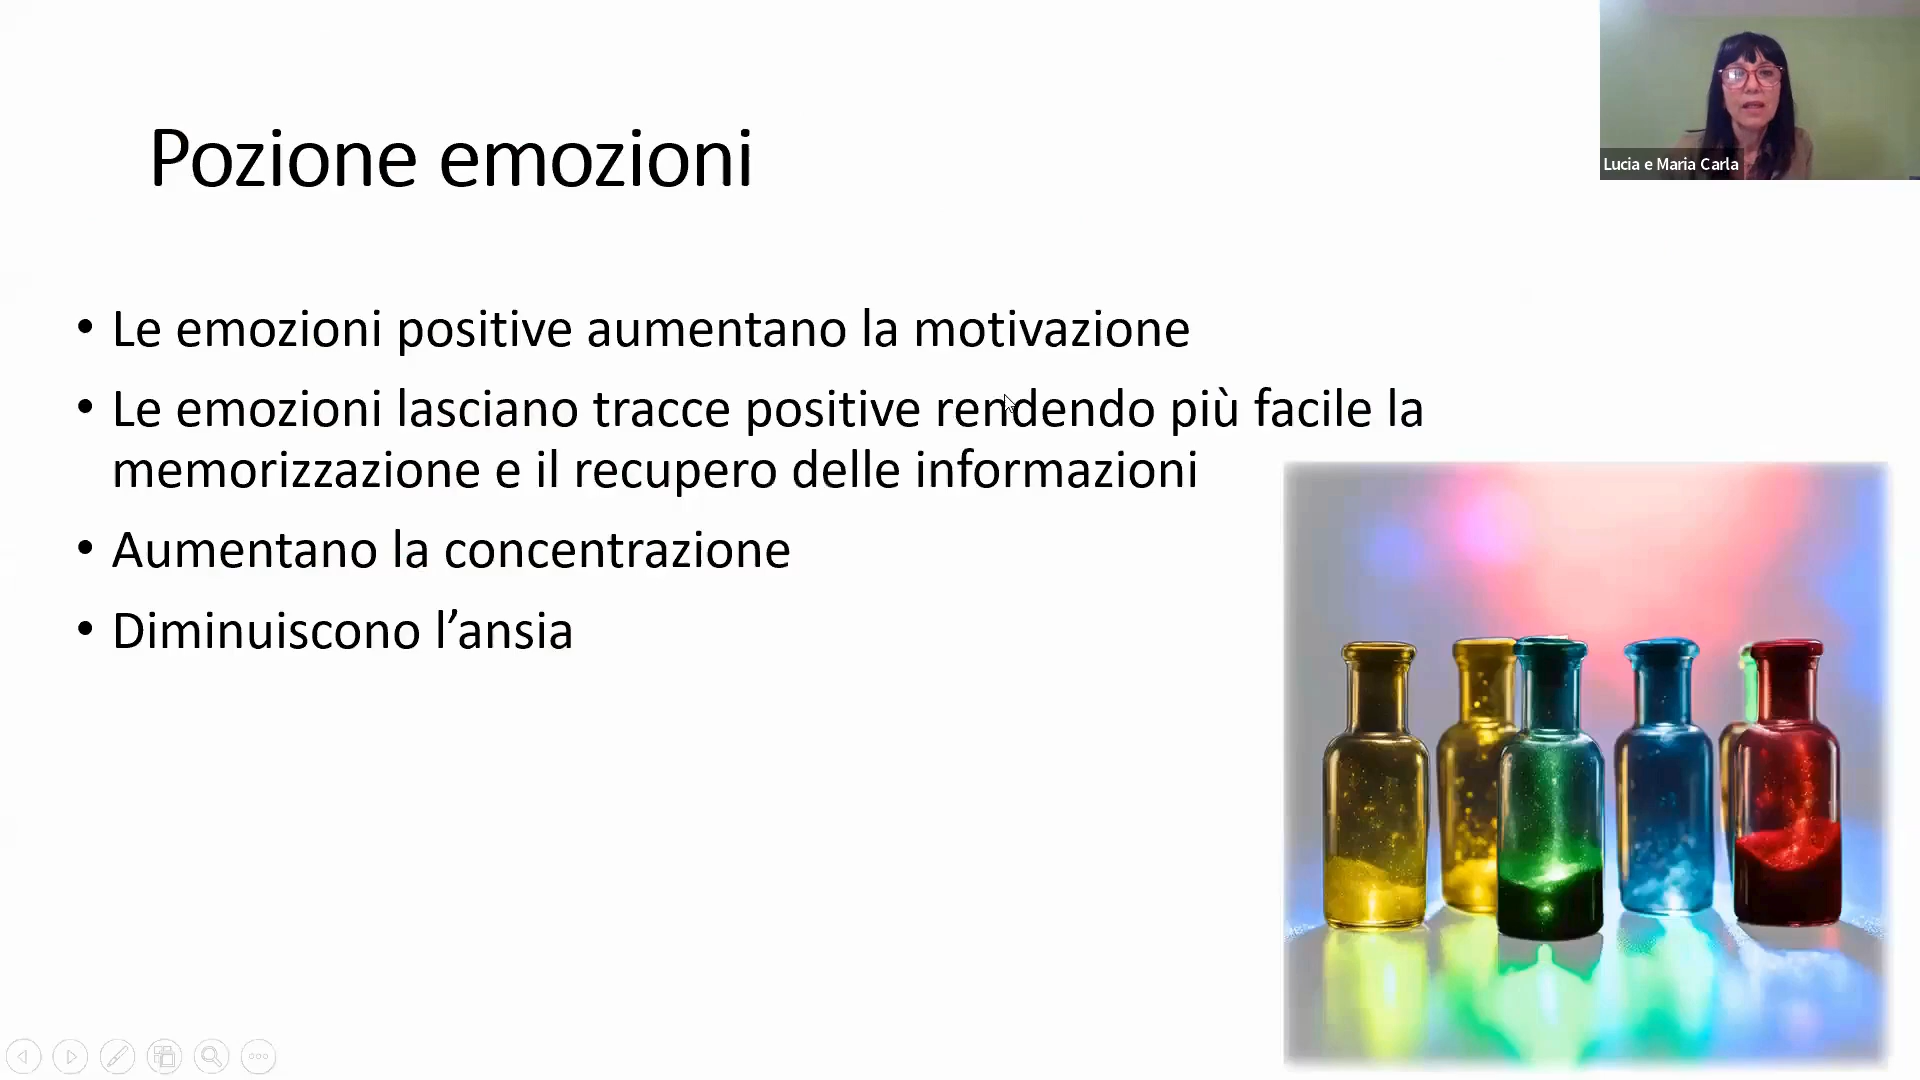 Pozione emozioni
Lucia e Maria Carla
• Le emozioni positive aumentano la motivazione
• Le emozioni lasciano tracce positive rendendo più facile la
memorizzazione e il recupero delle informazioni
• Aumentano la concentrazione
• Diminuiscono l’ansia